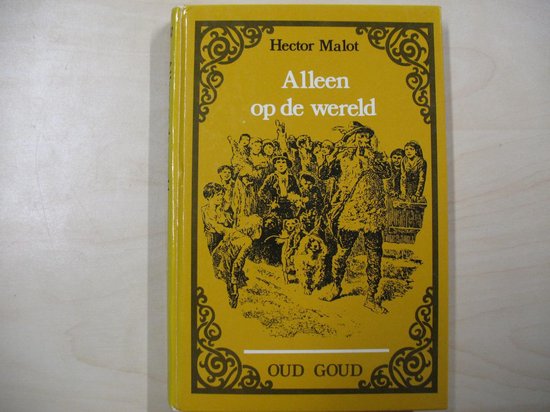 Hector Malot
Alleen
op de wereld
OUD GOUD